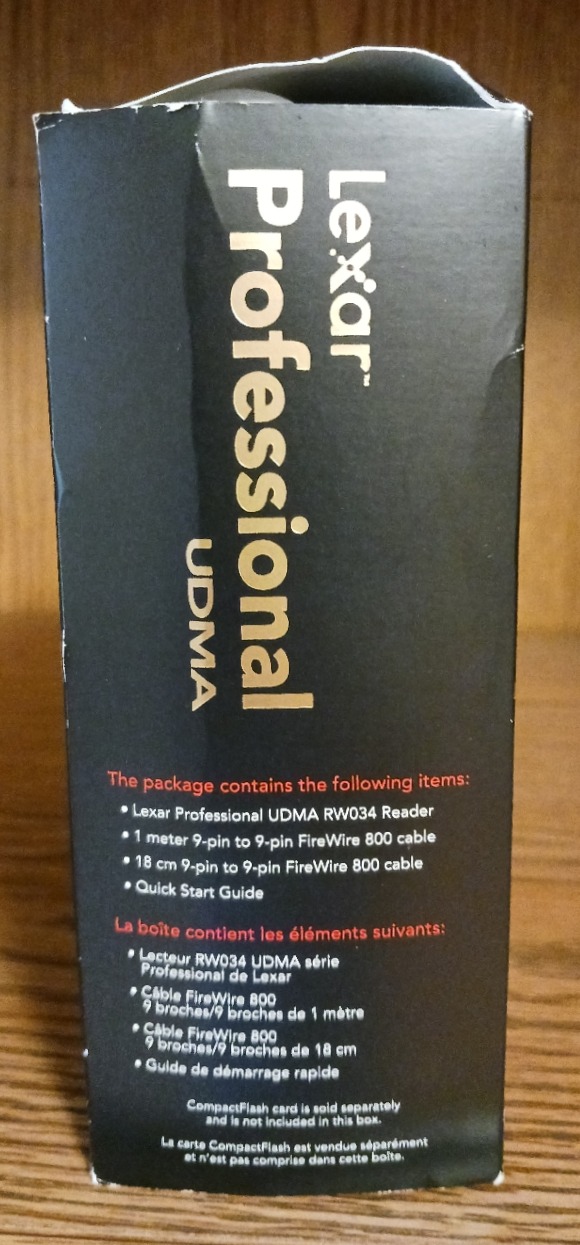 Lexar™
Professional
UDMA
The package contains the following items:
• Lexar Professional UDMA RW034 Reader
• 1 meter 9-pin to 9-pin FireWire 800 cable
• 18 cm 9-pin to 9-pin FireWire 800 cable
• Quick Start Guide
La boîte contient les éléments suivants:
• Lecteur RW034 UDMA série
Professional de Lexar
• Câble FireWire 800
9 broches/9 broches de 1 mètre
• Câble FireWire 800
9 broches/9 broches de 18 cm
• Guide de démarrage rapide
CompactFlash card is sold separately
and is not included in this box.
La carte CompactFlash est vendue séparément
et n'est pas comprise dans cette boîte.